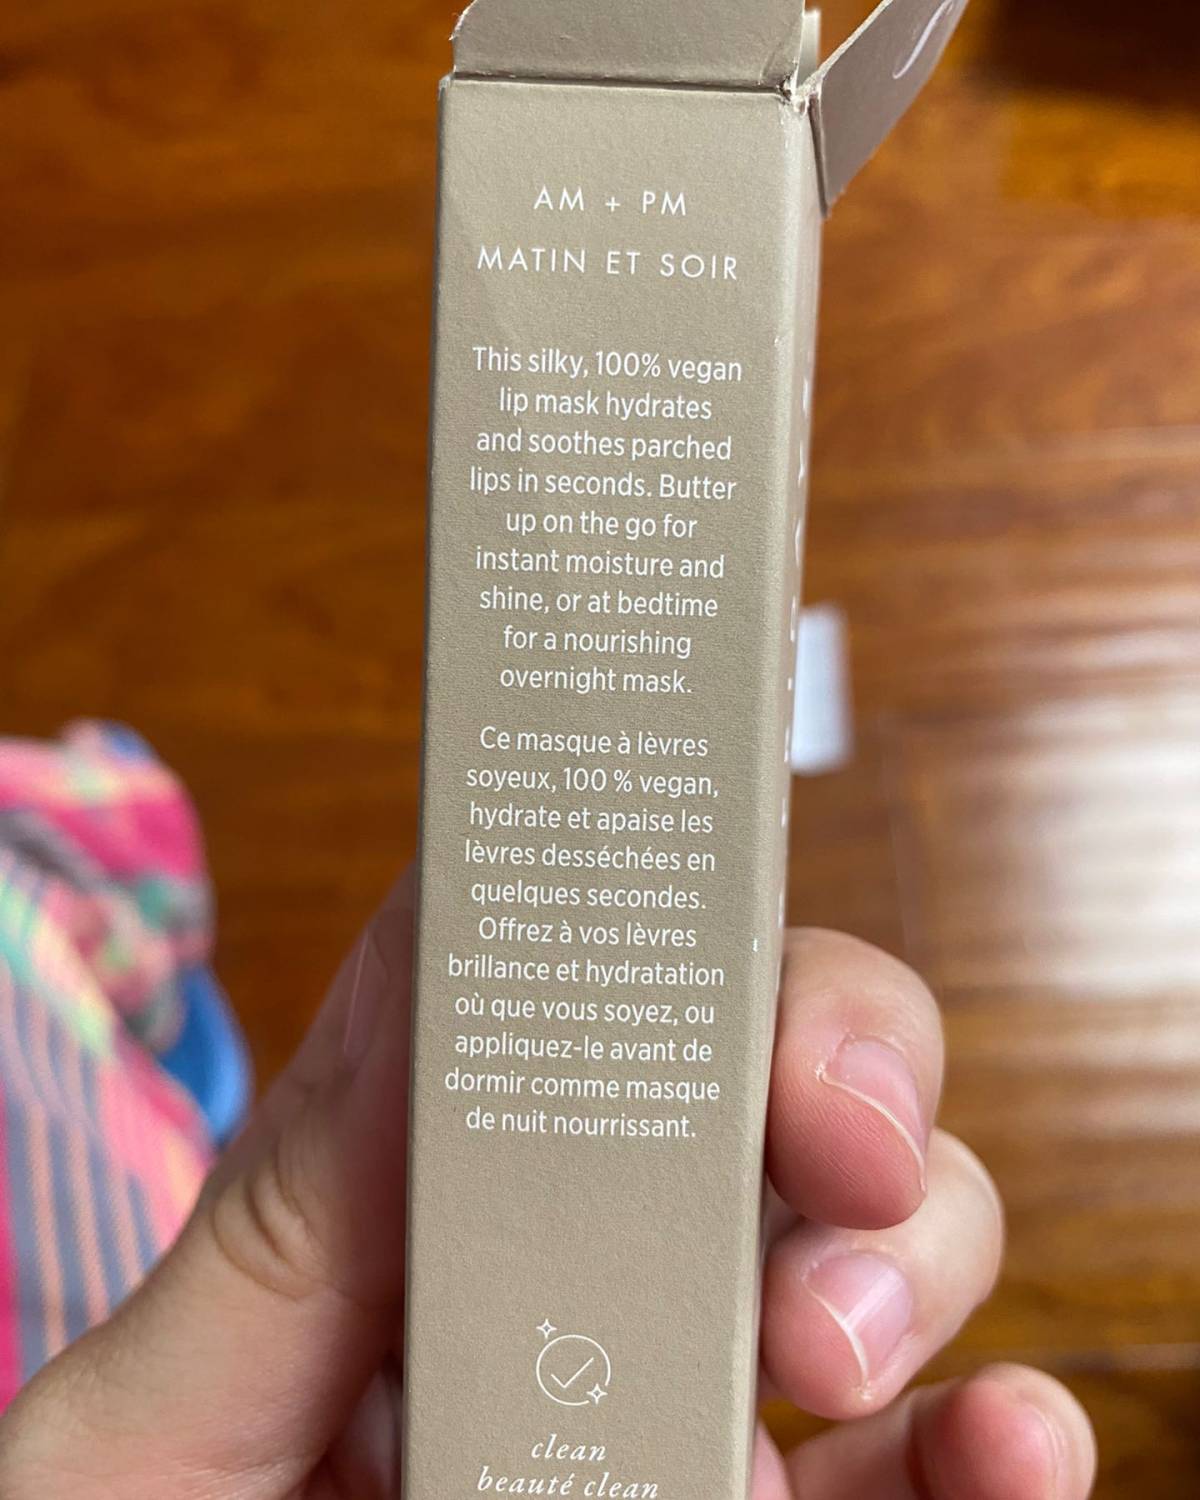 AM + PM
MATIN ET SOIR
This silky, 100% vegan
lip mask hydrates
and soothes parched
lips in seconds. Butter
up on the go for
instant moisture and
shine, or at bedtime
for a nourishing
overnight mask.
Ce masque à lèvres
soyeux, 100 % vegan,
hydrate et apaise les
lèvres desséchées en
quelques secondes.
Offrez à vos lèvres
brillance et hydratation
où que vous soyez, ou
appliquez-le avant de
dormir comme masque
de nuit nourrissant.
clean
beauté clean